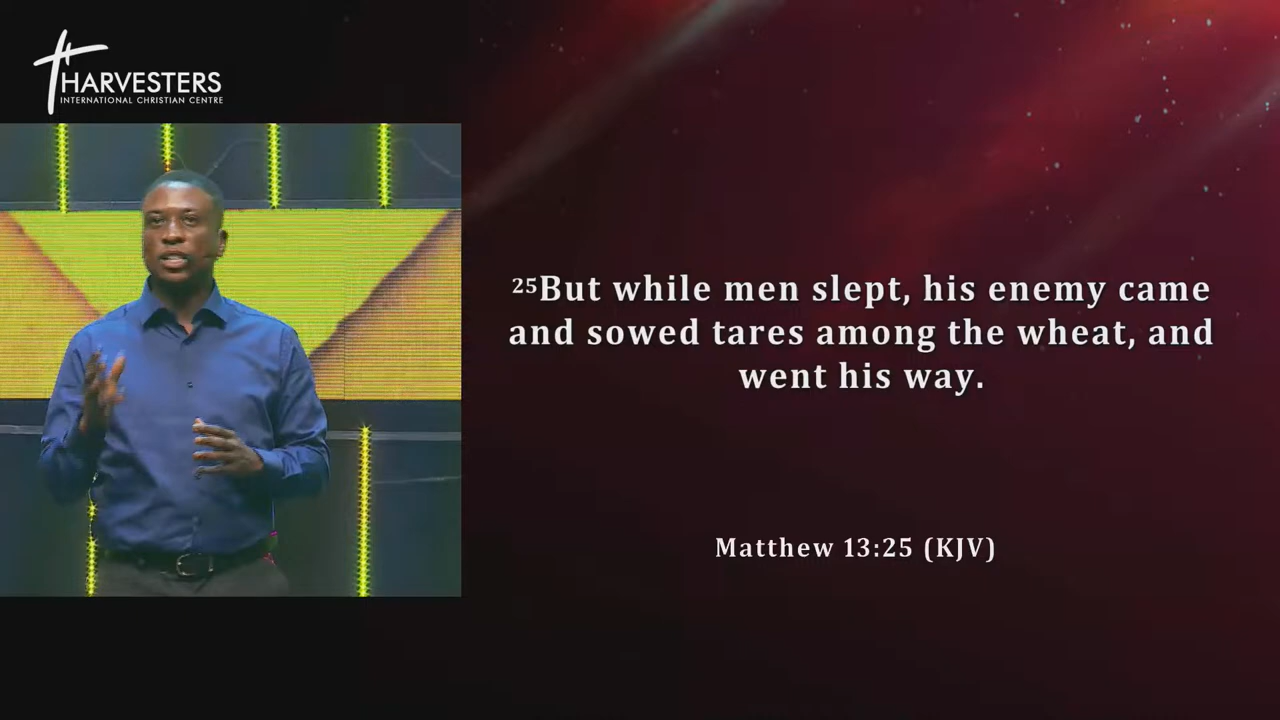 HARVESTERS
INTERNATIONAL CHRISTIAN CENTRE
25But while men slept, his enemy came
and sowed tares among the wheat, and
went his way.
Matthew 13:25 (KJV)